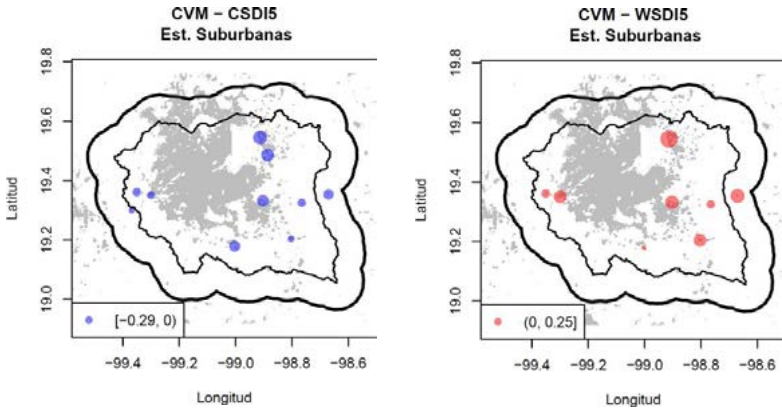 CVM − CSDI5
Est. Suburbanas
Latitud
19.8
19.6
19.4
19.2
19.0
[−0.29, 0)
−99.4 −99.2 −99.0 −98.8 −98.6
Longitud
CVM − WSDI5
Est. Suburbanas
Latitud
19.8
19.6
19.4
19.2
19.0
(0, 0.25]
−99.4 −99.2 −99.0 −98.8 −98.6
Longitud